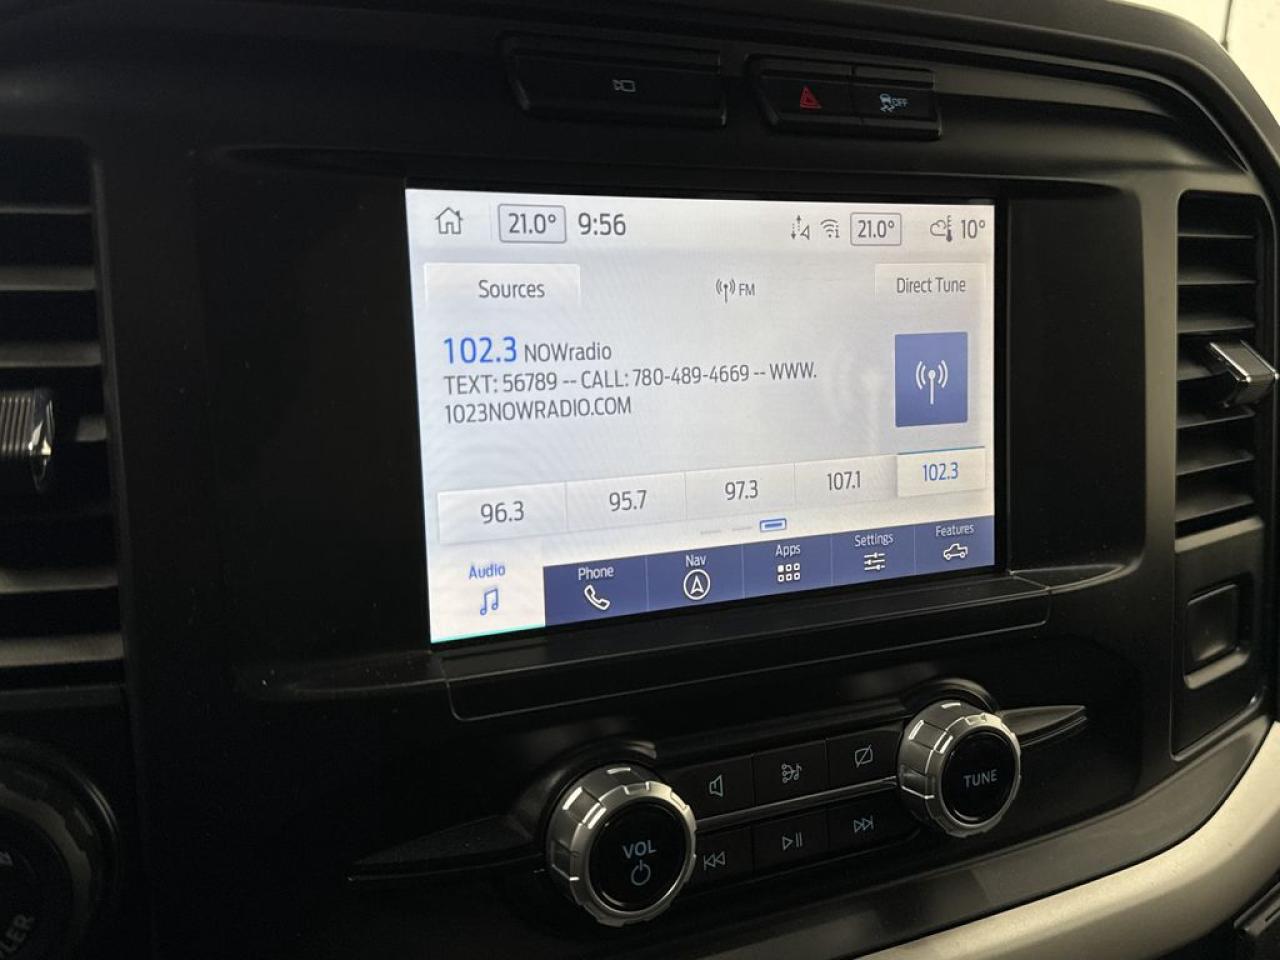 OFF
21.0° 9:56 21.0° 10°
Sources FM Direct Tune
102.3 NOWradio
TEXT: 56789 -- CALL: 780-489-4669 -- WWW.
1023NOWRADIO.COM
96.3 95.7 97.3 107.1 102.3
Audio Phone Nav Apps Settings Features
VOL
TUNE